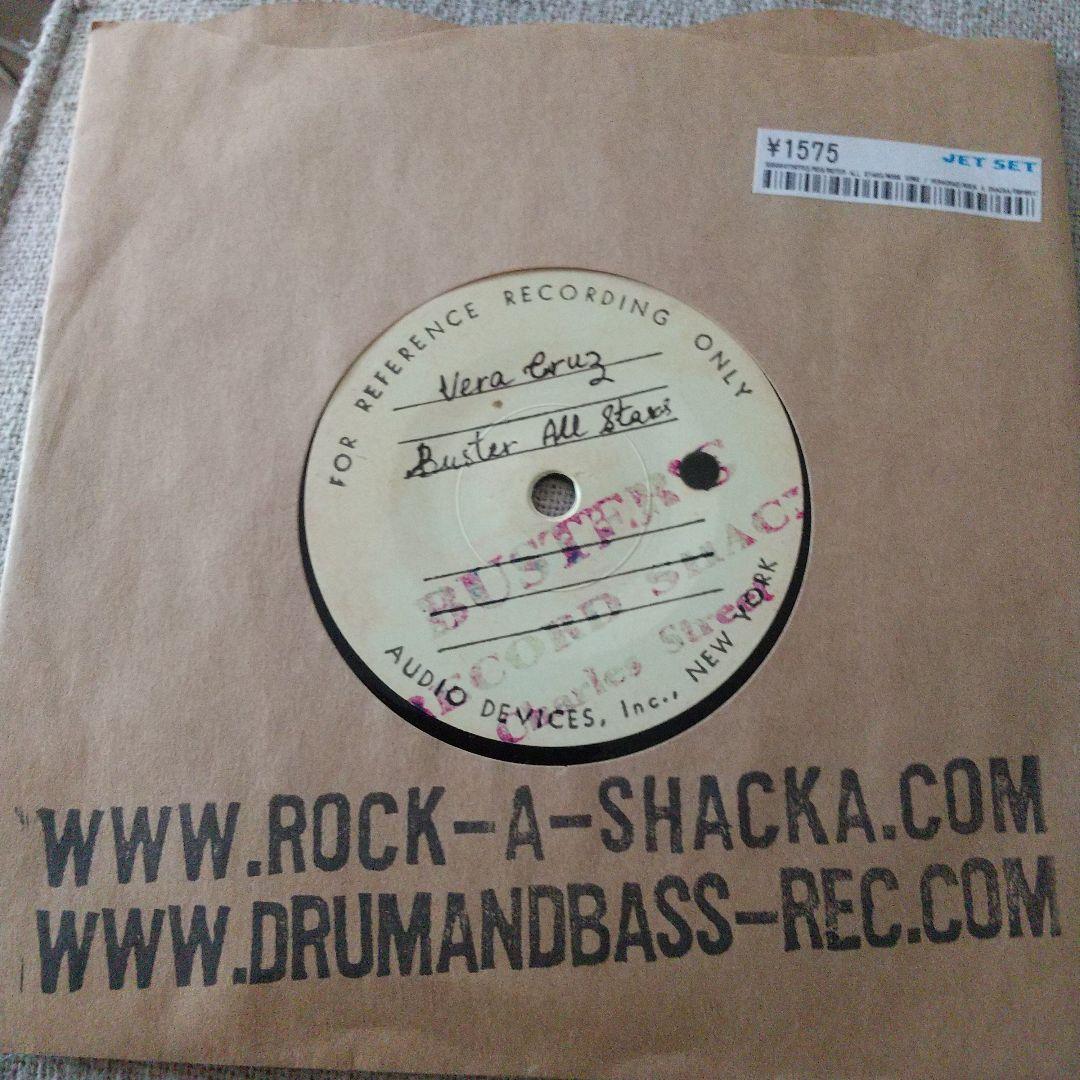 ¥1575 JET SET
FOR REFERENCE RECORDING ONLY
Vera Cruz
Buster All Stars
BUSTER'S
RECORD SHACK
Charles Street
AUDIO DEVICES, Inc., NEW YORK
WWW.ROCK-A-SHACKA.COM
WWW.DRUMANDBASS-REC.COM